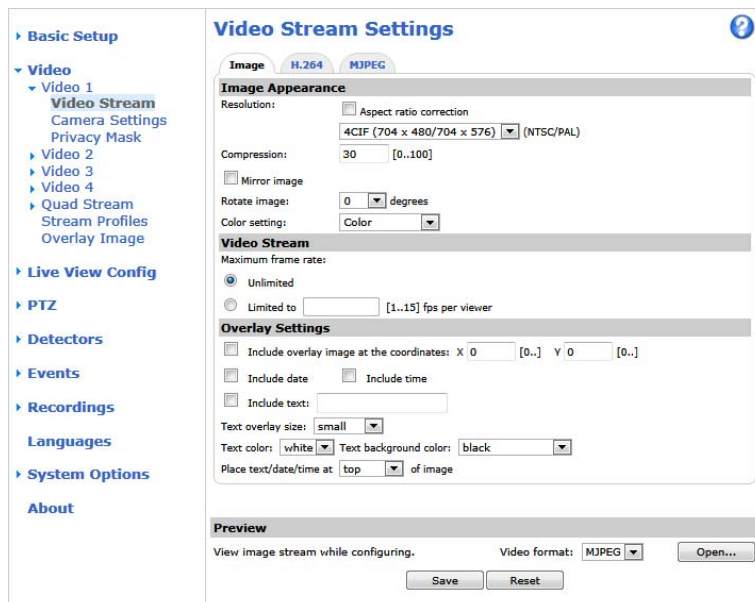 Basic Setup
Video
Video 1
Video Stream
Camera Settings
Privacy Mask
Video 2
Video 3
Video 4
Quad Stream
Stream Profiles
Overlay Image
Live View Config
PTZ
Detectors
Events
Recordings
Languages
System Options
About
Video Stream Settings ?
Image H.264 MJPEG
Image Appearance
Resolution: Aspect ratio correction
4CIF (704 x 480/704 x 576) (NTSC/PAL)
Compression: 30 [0..100]
Mirror image
Rotate image: 0 degrees
Color setting: Color
Video Stream
Maximum frame rate:
Unlimited
Limited to [1..15] fps per viewer
Overlay Settings
Include overlay image at the coordinates: X 0 [0..] Y 0 [0..]
Include date Include time
Include text:
Text overlay size: small
Text color: white Text background color: black
Place text/date/time at top of image
Preview
View image stream while configuring. Video format: MJPEG Open...
Save Reset